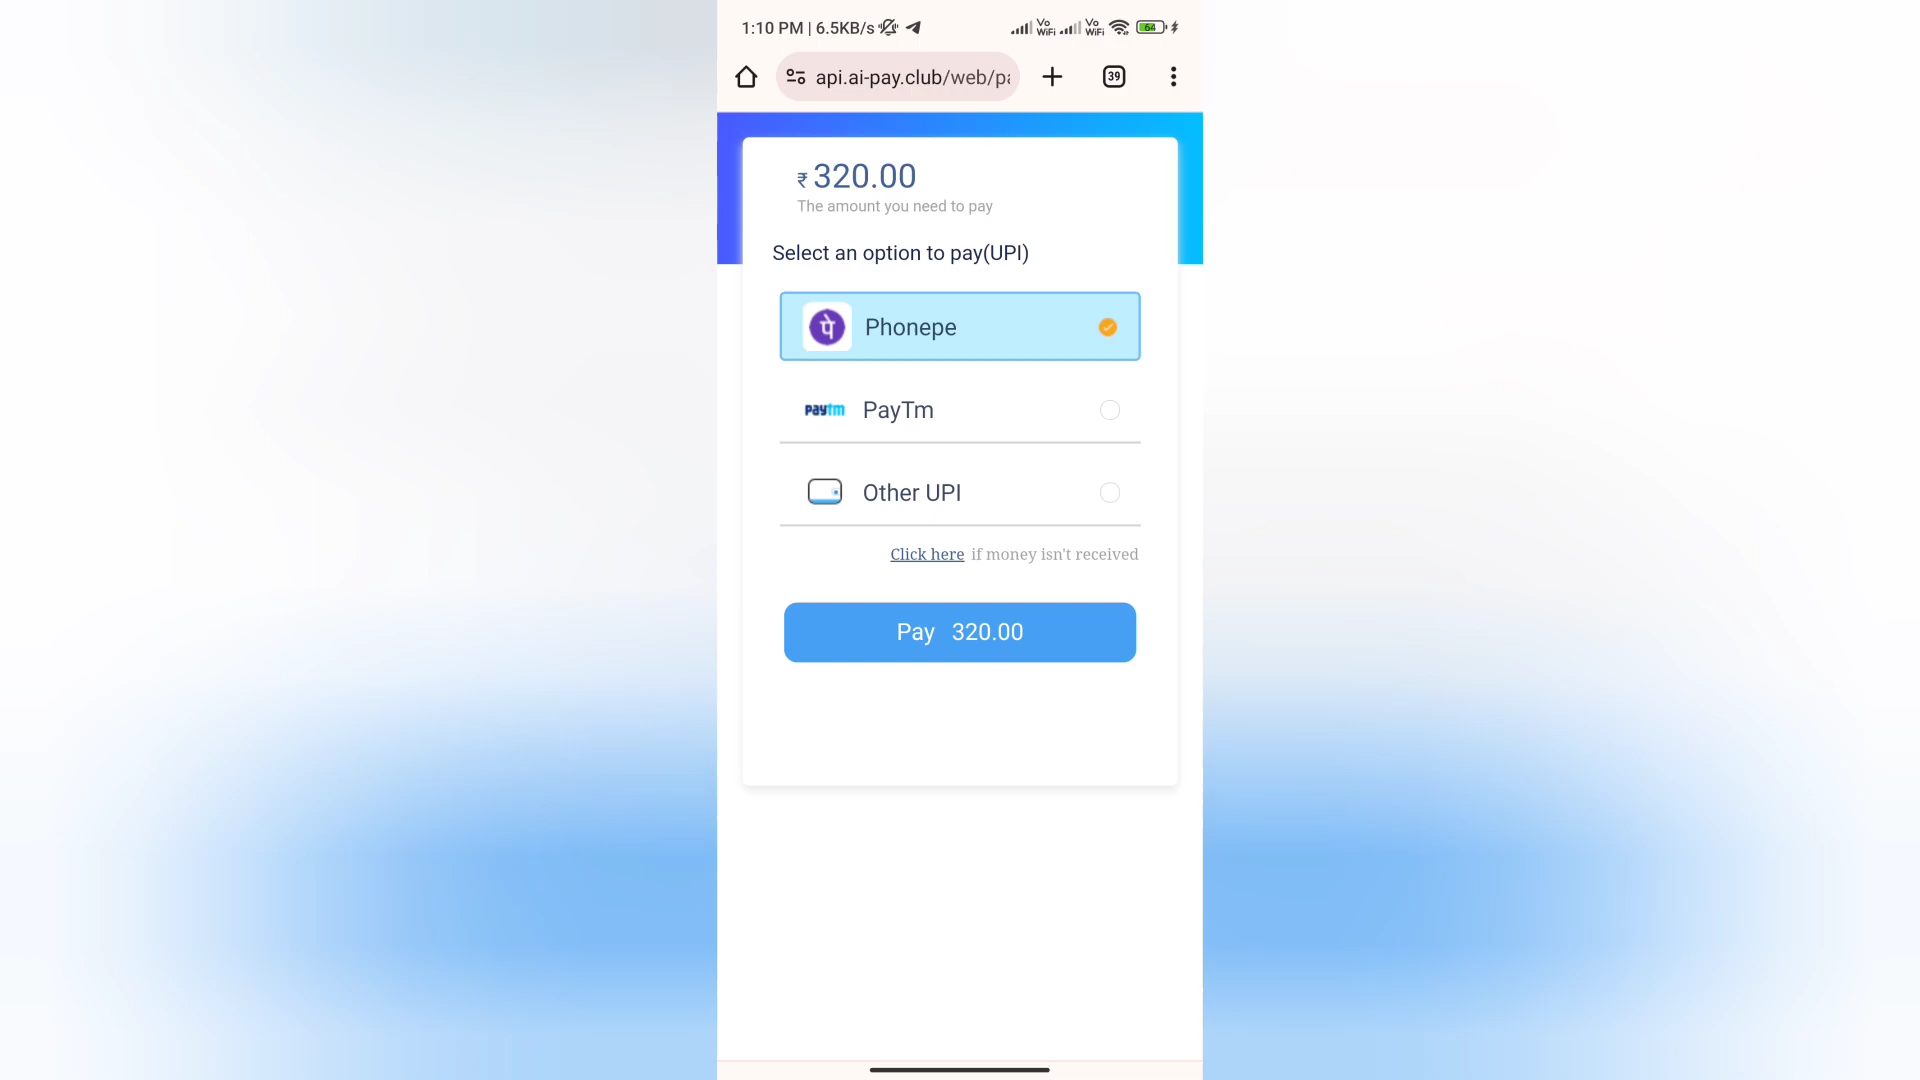 1:10 PM | 6.5KB/s Vo WiFi Vo WiFi 64
api.ai-pay.club/web/pa 39
₹ 320.00
The amount you need to pay
Select an option to pay(UPI)
पे Phonepe
paytm PayTm
Other UPI
Click here if money isn't received
Pay 320.00